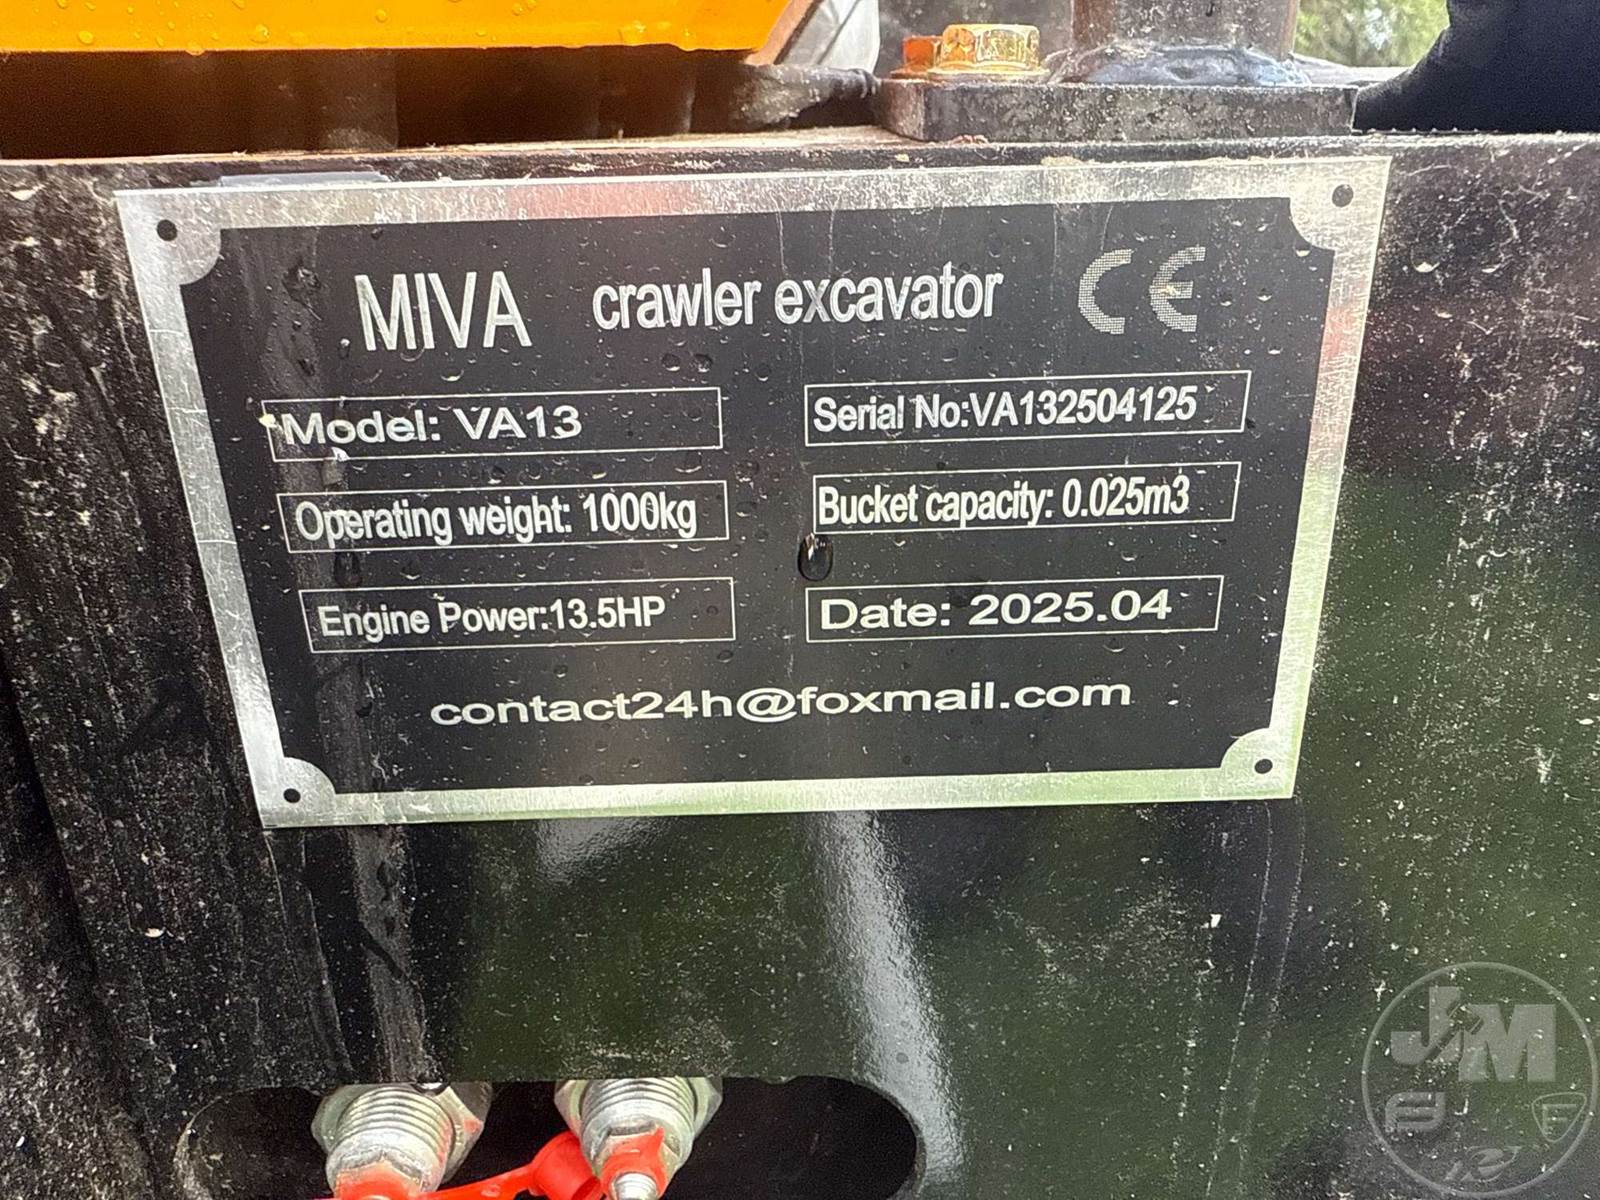 MIVA crawler excavator CE
Model: VA13 Serial No:VA132504125
Operating weight: 1000kg Bucket capacity: 0.025m3
Engine Power:13.5HP Date: 2025.04
contact24h@foxmail.com
J M